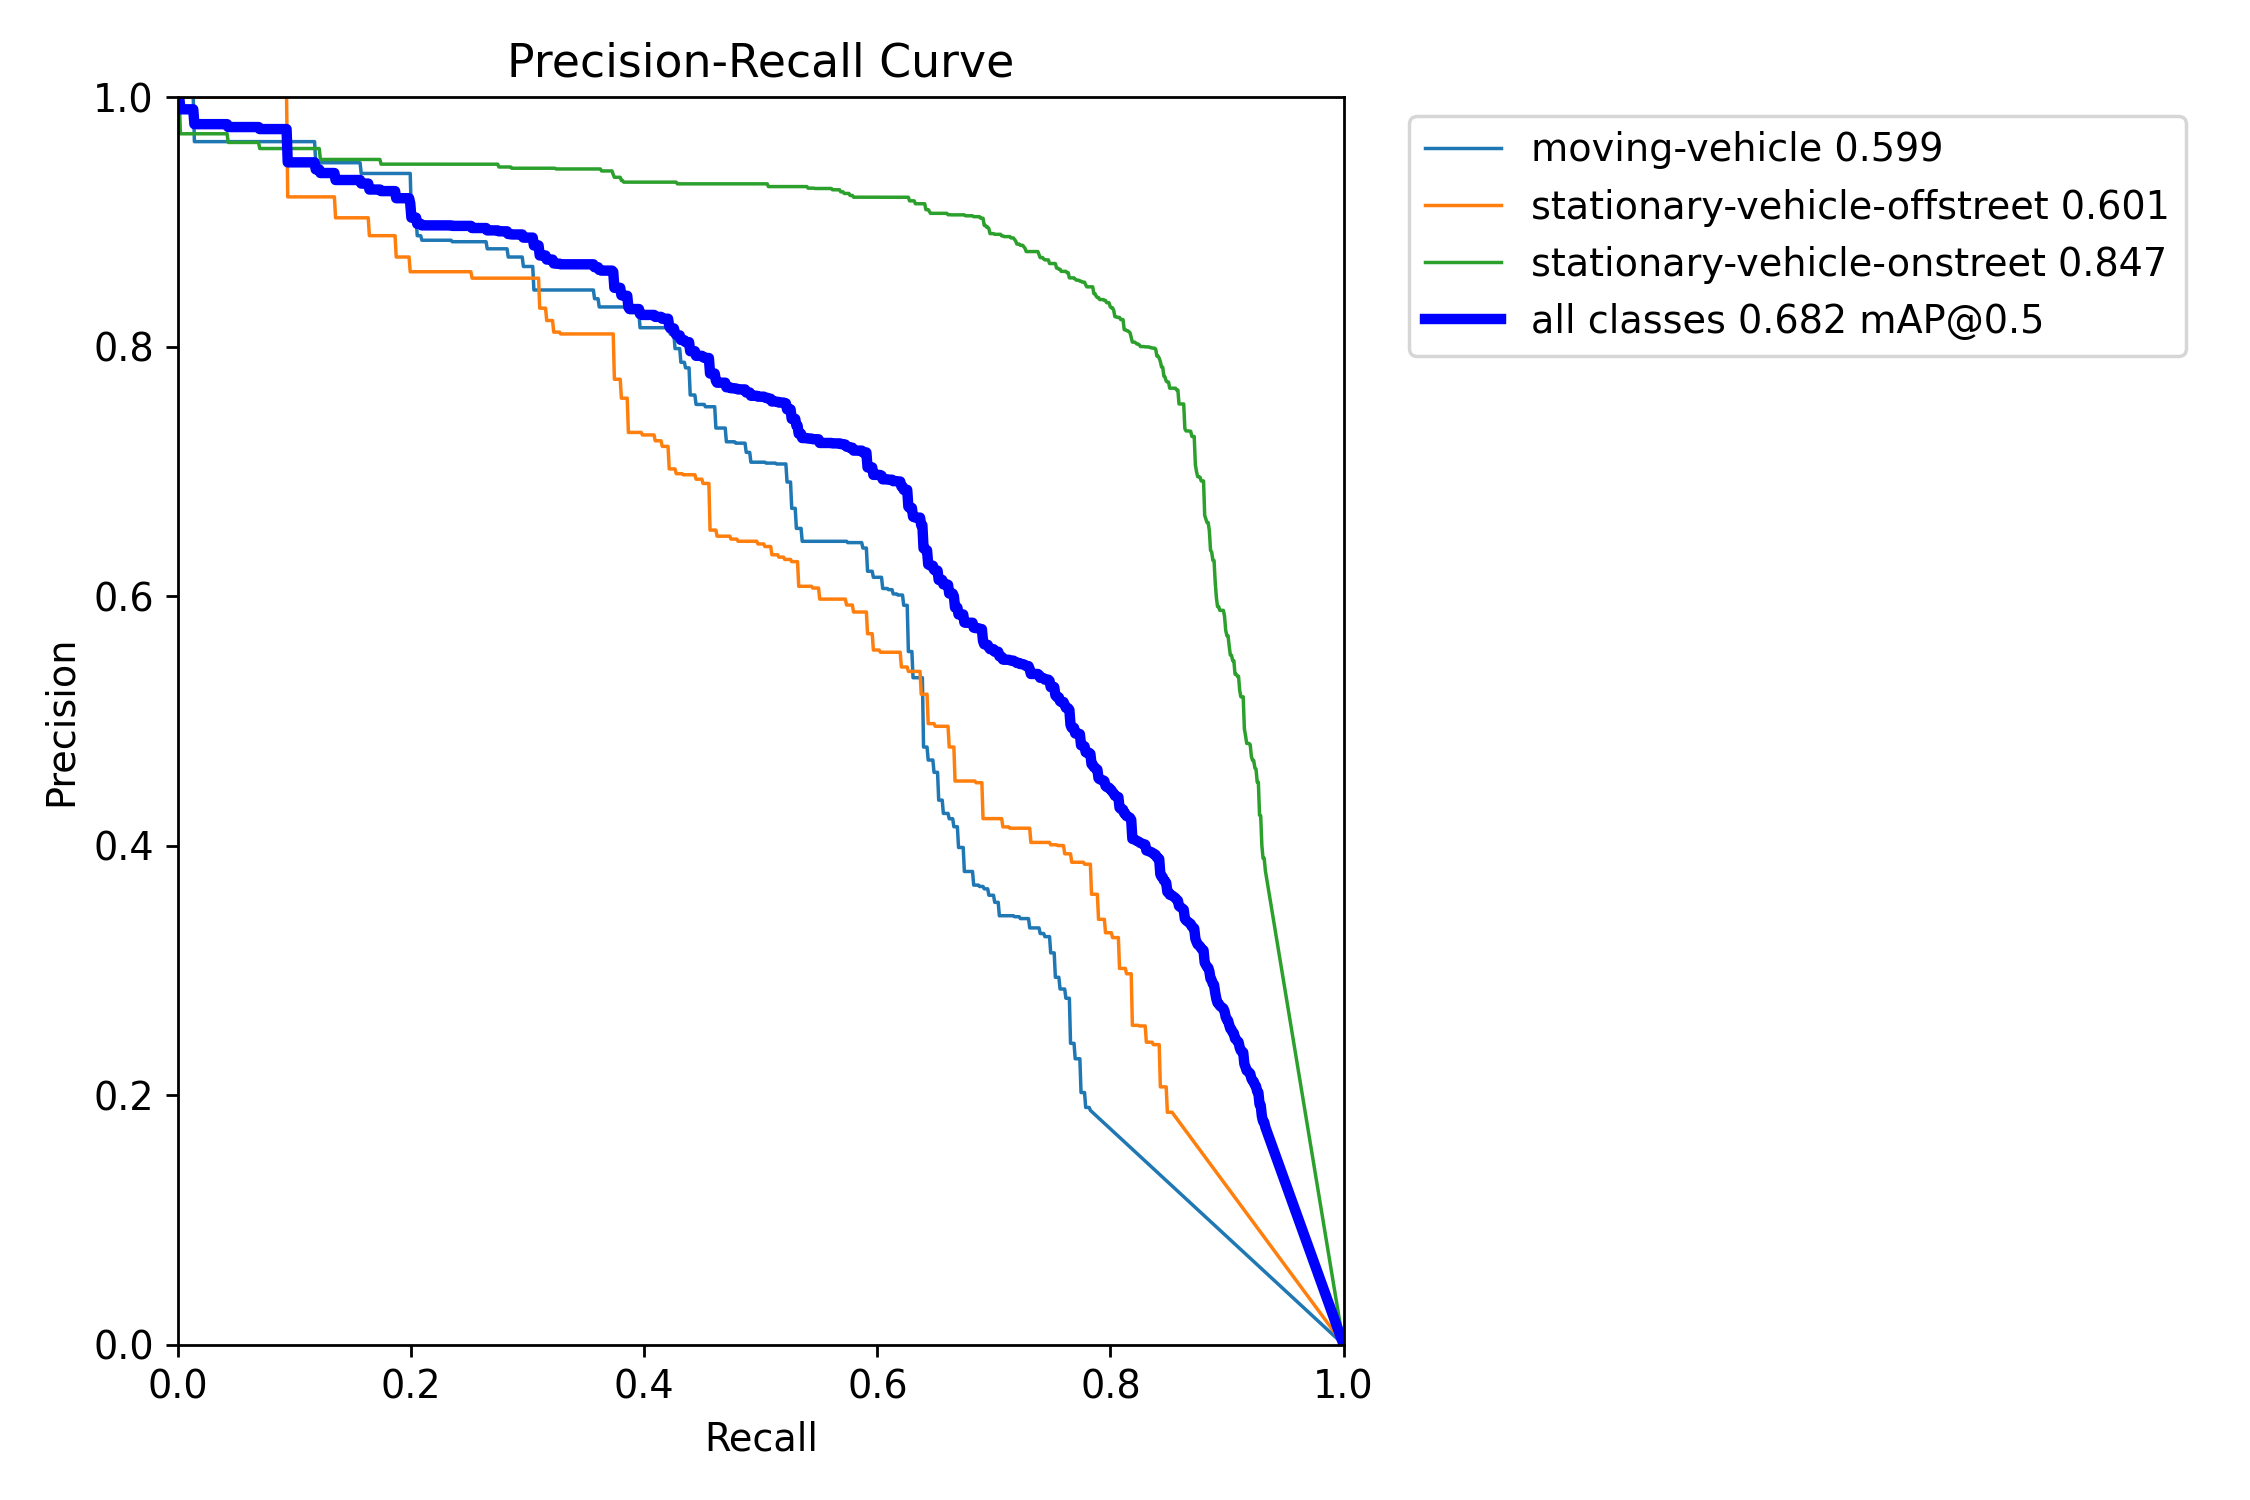 Precision-Recall Curve
1.0
0.8
0.6
0.4
0.2
0.0
Precision
0.0 0.2 0.4 0.6 0.8 1.0
Recall
moving-vehicle 0.599
stationary-vehicle-offstreet 0.601
stationary-vehicle-onstreet 0.847
all classes 0.682 mAP@0.5